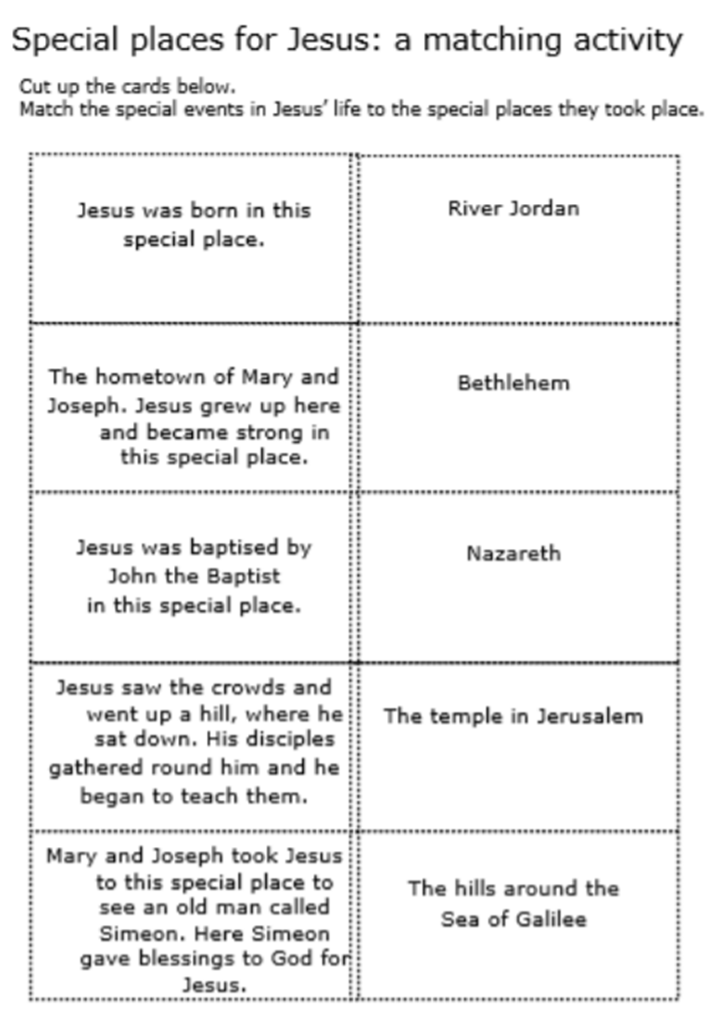 Special places for Jesus: a matching activity
Cut up the cards below.
Match the special events in Jesus' life to the special places they took place.
Jesus was born in this
special place.
River Jordan
The hometown of Mary and
Joseph. Jesus grew up here
and became strong in
this special place.
Bethlehem
Jesus was baptised by
John the Baptist
in this special place.
Nazareth
Jesus saw the crowds and
went up a hill, where he
sat down. His disciples
gathered round him and he
began to teach them.
The temple in Jerusalem
Mary and Joseph took Jesus
to this special place to
see an old man called
Simeon. Here Simeon
gave blessings to God for
Jesus.
The hills around the
Sea of Galilee